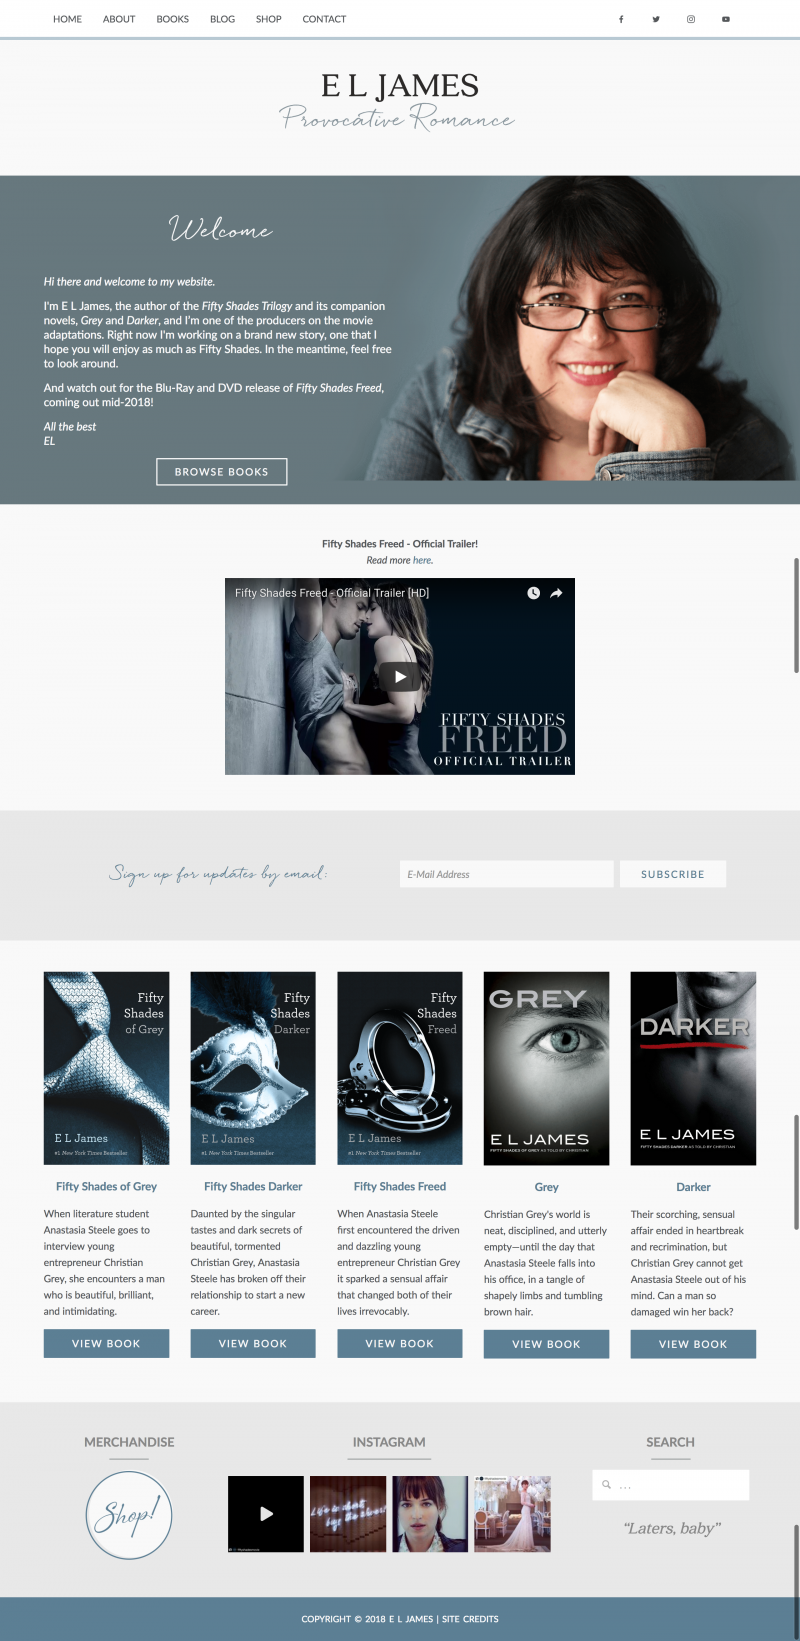 HOME ABOUT BOOKS BLOG SHOP CONTACT
E L JAMES
Provocative Romance
Welcome
Hi there and welcome to my website.
I'm E L James, the author of the Fifty Shades Trilogy and its companion
novels, Grey and Darker, and I'm one of the producers on the movie
adaptations. Right now I'm working on a brand new story, one that I
hope you will enjoy as much as Fifty Shades. In the meantime, feel free
to look around.
And watch out for the Blu-Ray and DVD release of Fifty Shades Freed,
coming out mid-2018!
All the best
EL
BROWSE BOOKS
Fifty Shades Freed - Official Trailer!
Read more here.
Fifty Shades Freed - Official Trailer [HD]
FIFTY SHADES
FREED
OFFICIAL TRAILER
Sign up for updates by email:
E-Mail Address
SUBSCRIBE
Fifty
Shades
of Grey
E L James
#1 New York Times Bestseller
Fifty Shades of Grey
When literature student
Anastasia Steele goes to
interview young
entrepreneur Christian
Grey, she encounters a man
who is beautiful, brilliant,
and intimidating.
VIEW BOOK
Fifty
Shades
Darker
E L James
#1 New York Times Bestseller
Fifty Shades Darker
Daunted by the singular
tastes and dark secrets of
beautiful, tormented
Christian Grey, Anastasia
Steele has broken off their
relationship to start a new
career.
VIEW BOOK
Fifty
Shades
Freed
E L James
#1 New York Times Bestseller
Fifty Shades Freed
When Anastasia Steele
first encountered the driven
and dazzling young
entrepreneur Christian Grey
it sparked a sensual affair
that changed both of their
lives irrevocably.
VIEW BOOK
GREY
E L JAMES
FIFTY SHADES OF GREY AS TOLD BY CHRISTIAN
Grey
Christian Grey's world is
neat, disciplined, and utterly
empty—until the day that
Anastasia Steele falls into
his office, in a tangle of
shapely limbs and tumbling
brown hair.
VIEW BOOK
DARKER
E L JAMES
FIFTY SHADES DARKER AS TOLD BY CHRISTIAN
Darker
Their scorching, sensual
affair ended in heartbreak
and recrimination, but
Christian Grey cannot get
Anastasia Steele out of his
mind. Can a man so
damaged win her back?
VIEW BOOK
MERCHANDISE
Shop!
INSTAGRAM
SEARCH
...
“Laters, baby”
COPYRIGHT © 2018 E L JAMES | SITE CREDITS